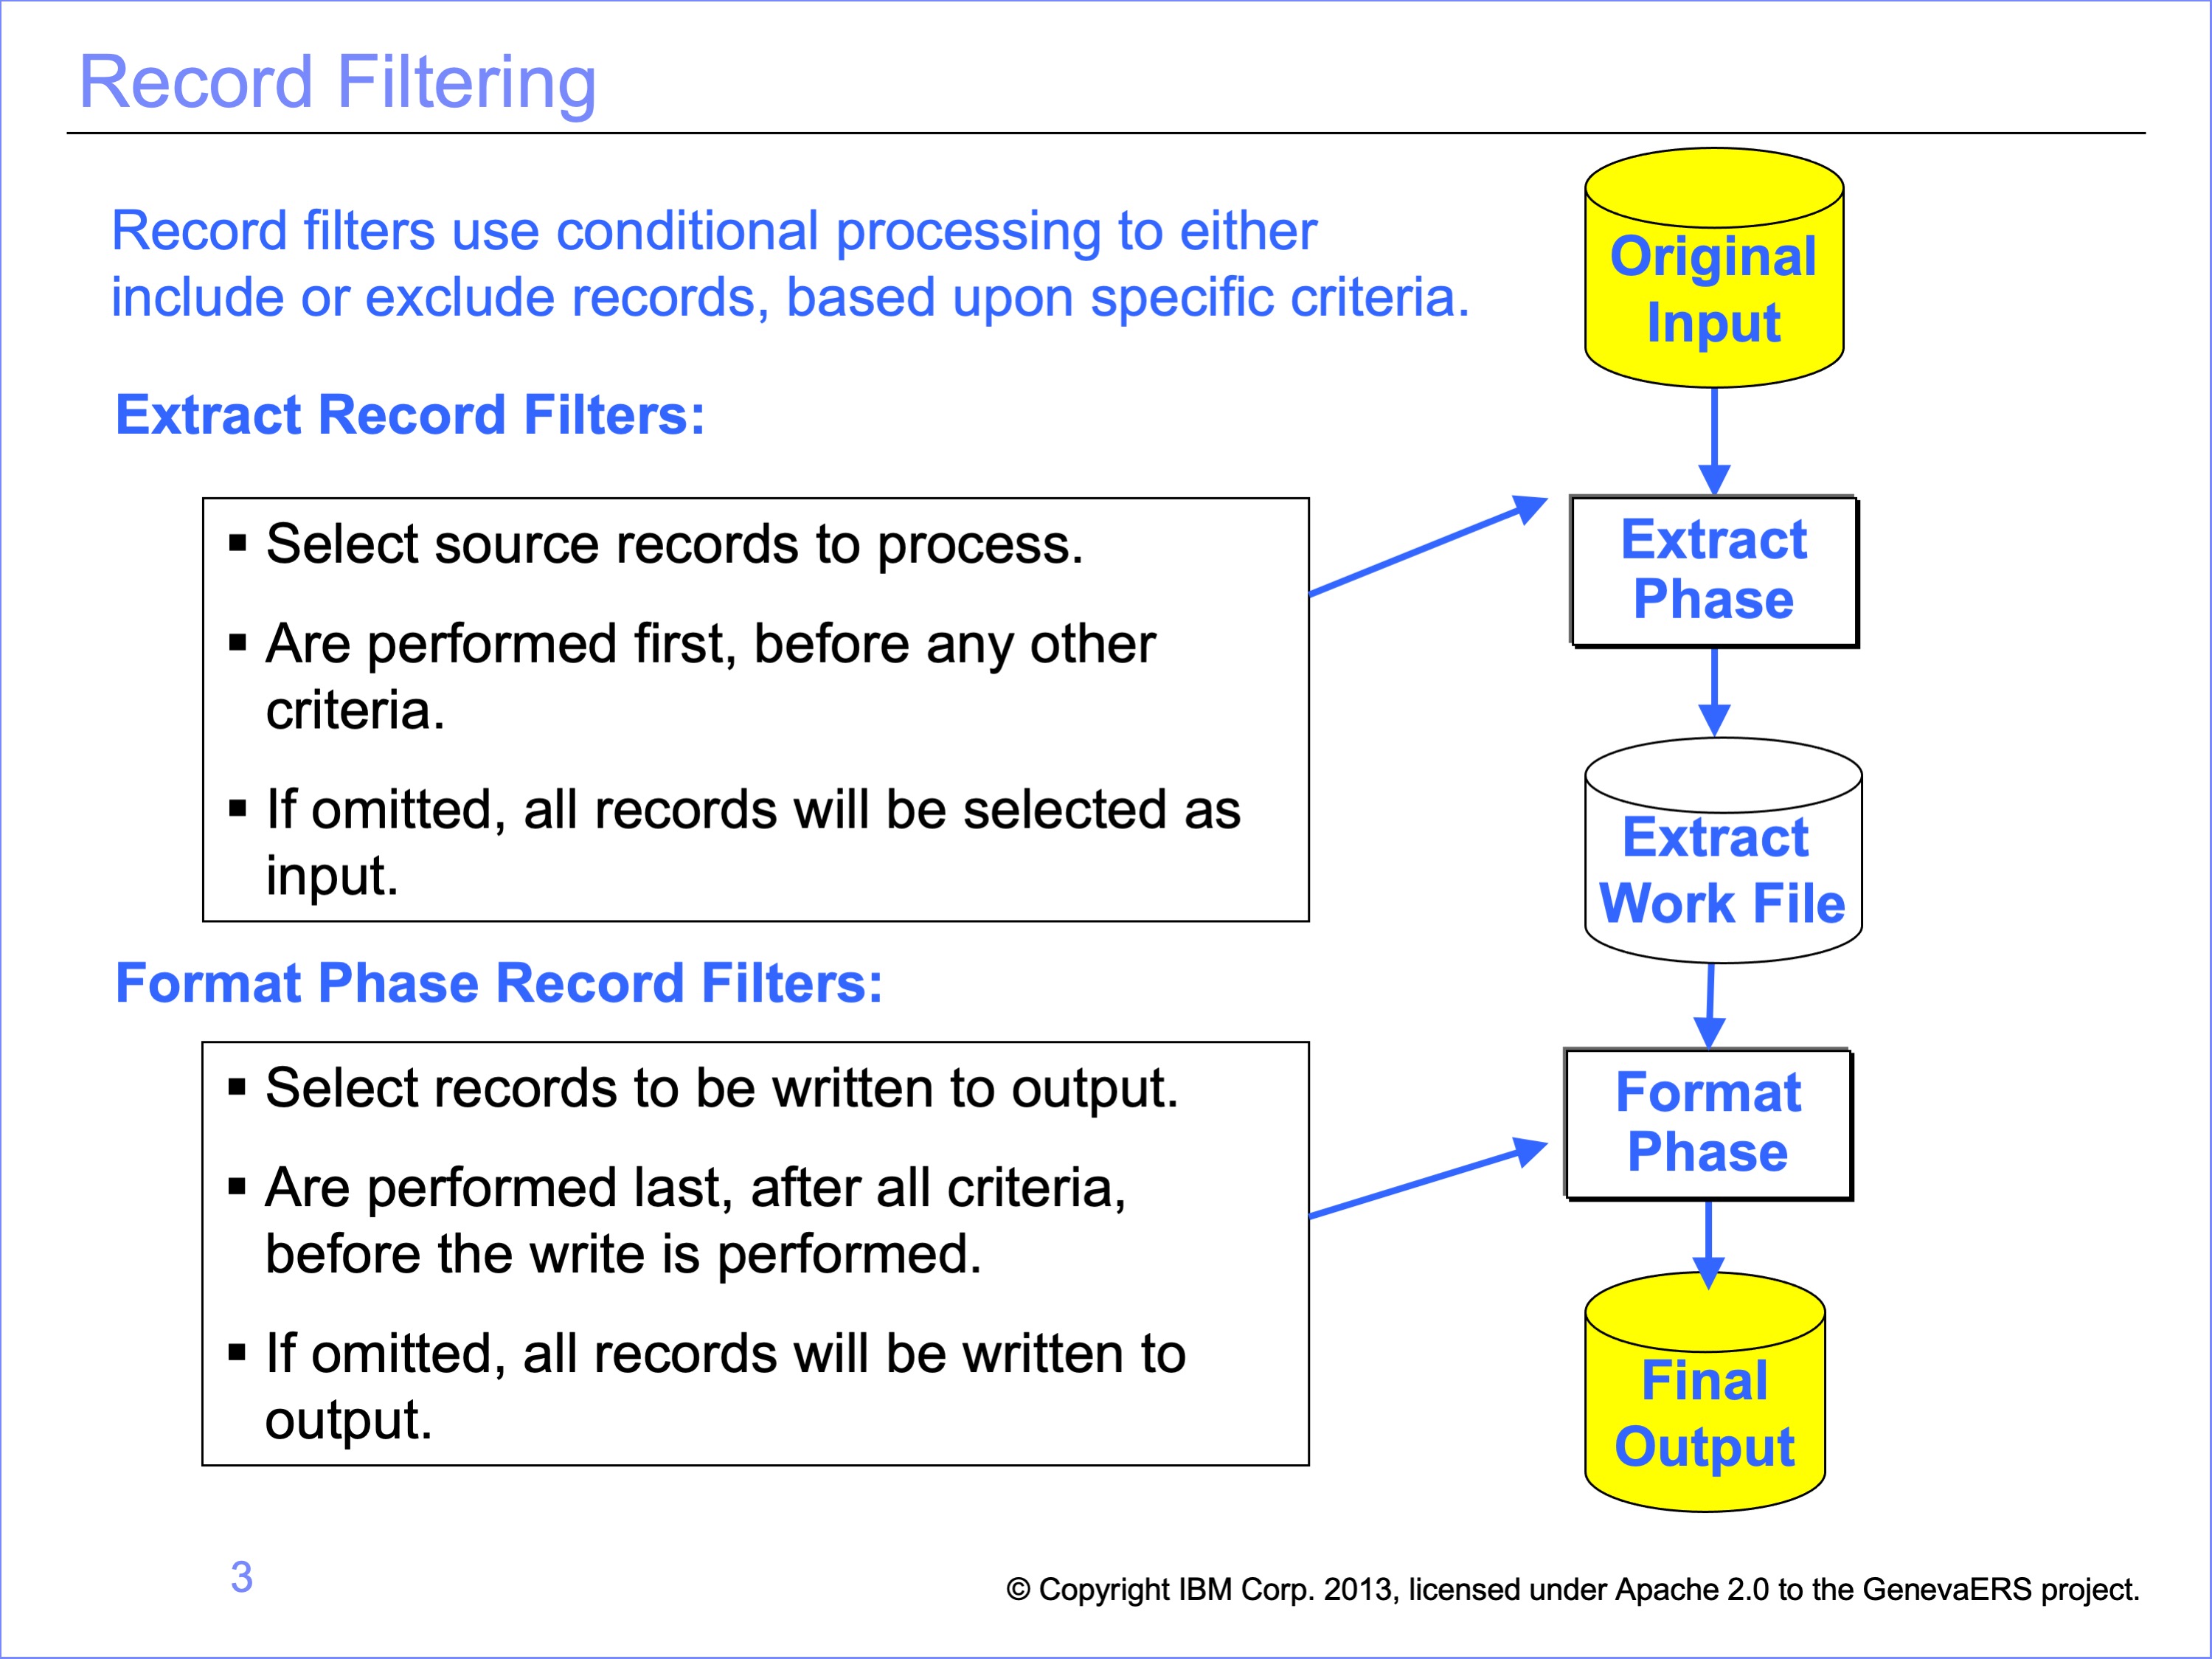 Record Filtering
Record filters use conditional processing to either
include or exclude records, based upon specific criteria.
Extract Record Filters:
▪ Select source records to process.
▪ Are performed first, before any other
criteria.
▪ If omitted, all records will be selected as
input.
Format Phase Record Filters:
▪ Select records to be written to output.
▪ Are performed last, after all criteria,
before the write is performed.
▪ If omitted, all records will be written to
output.
Original
Input
Extract
Phase
Extract
Work File
Format
Phase
Final
Output
3
© Copyright IBM Corp. 2013, licensed under Apache 2.0 to the GenevaERS project.